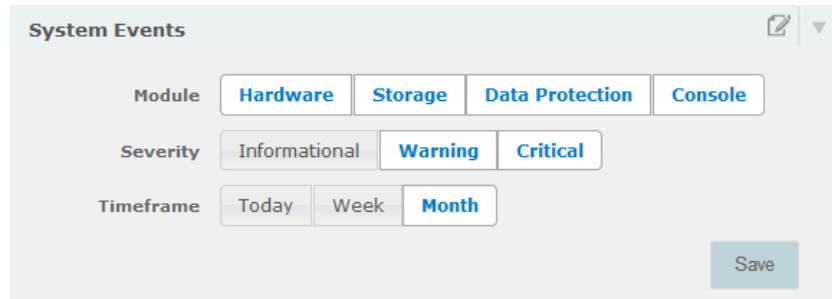 System Events
Module Hardware Storage Data Protection Console
Severity Informational Warning Critical
Timeframe Today Week Month
Save